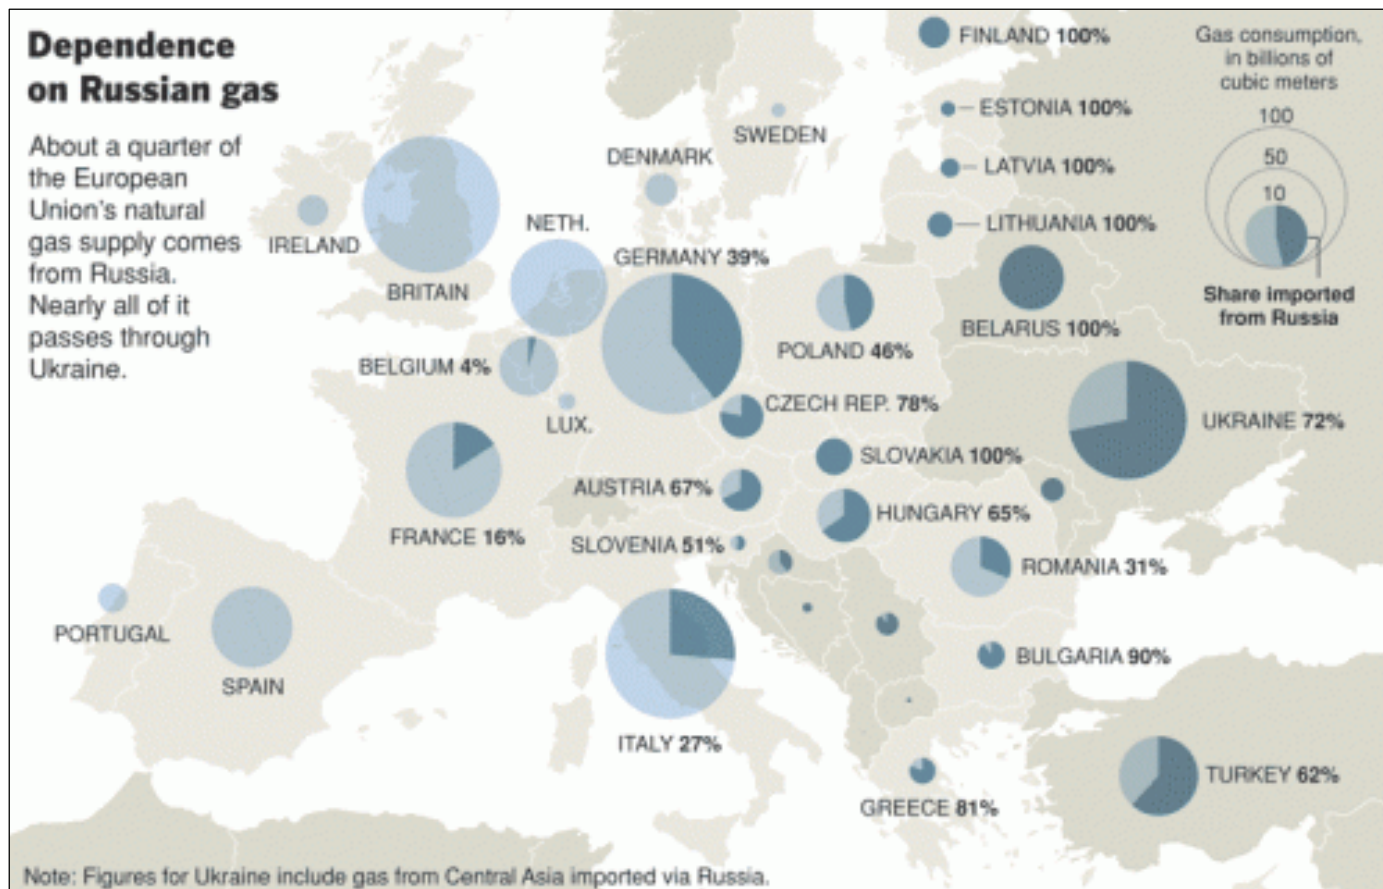 Dependence
on Russian gas
About a quarter of
the European
Union's natural
gas supply comes
from Russia.
Nearly all of it
passes through
Ukraine.
Gas consumption,
in billions of
cubic meters
100
50
10
Share imported
from Russia
FINLAND 100%
ESTONIA 100%
SWEDEN
DENMARK
LATVIA 100%
NETH.
LITHUANIA 100%
IRELAND
GERMANY 39%
BRITAIN
BELARUS 100%
POLAND 46%
BELGIUM 4%
CZECH REP. 78%
LUX.
UKRAINE 72%
SLOVAKIA 100%
AUSTRIA 67%
HUNGARY 65%
FRANCE 16%
SLOVENIA 51%
ROMANIA 31%
PORTUGAL
BULGARIA 90%
SPAIN
ITALY 27%
TURKEY 62%
GREECE 81%
Note: Figures for Ukraine include gas from Central Asia imported via Russia.